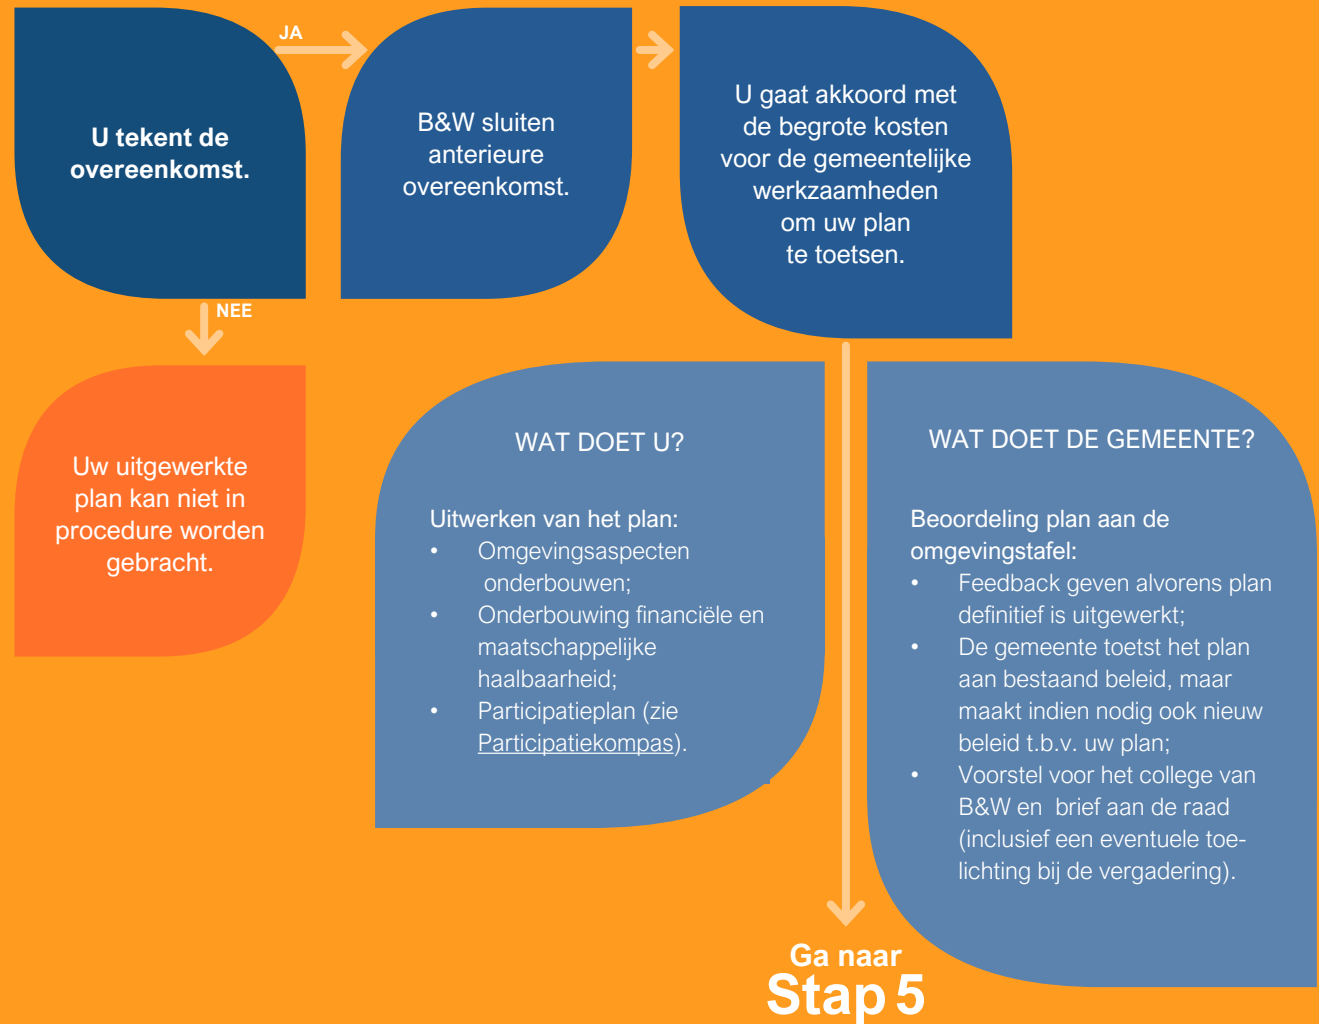 U tekent de
overeenkomst.
JA
B&W sluiten
anterieure
overeenkomst.
U gaat akkoord met
de begrote kosten
voor de gemeentelijke
werkzaamheden
om uw plan
te toetsen.
NEE
Uw uitgewerkte
plan kan niet in
procedure worden
gebracht.
WAT DOET U?
Uitwerken van het plan:
• Omgevingsaspecten
onderbouwen;
• Onderbouwing financiële en
maatschappelijke
haalbaarheid;
• Participatieplan (zie
Participatiekompas).
WAT DOET DE GEMEENTE?
Beoordeling plan aan de
omgevingstafel:
• Feedback geven alvorens plan
definitief is uitgewerkt;
• De gemeente toetst het plan
aan bestaand beleid, maar
maakt indien nodig ook nieuw
beleid t.b.v. uw plan;
• Voorstel voor het college van
B&W en brief aan de raad
(inclusief een eventuele toe-
lichting bij de vergadering).
Ga naar
Stap 5